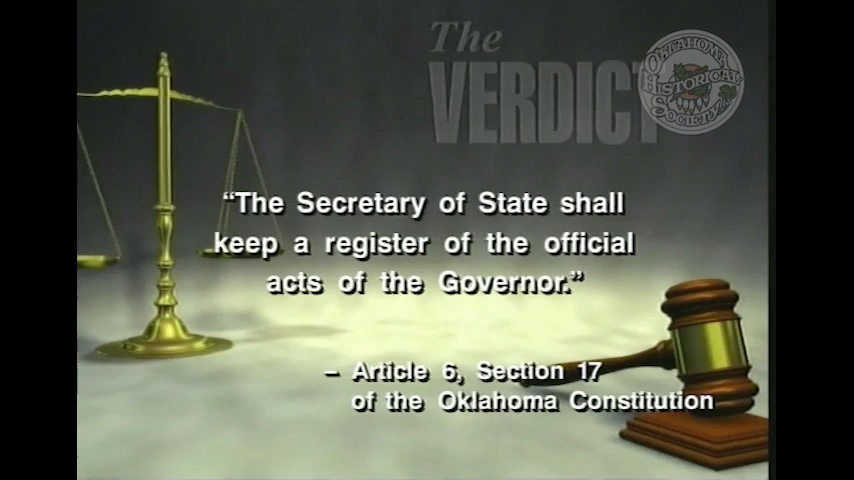 The
VERDICT
OKLAHOMA
HISTORICAL
SOCIETY
“The Secretary of State shall
keep a register of the official
acts of the Governor.”
– Article 6, Section 17
of the Oklahoma Constitution